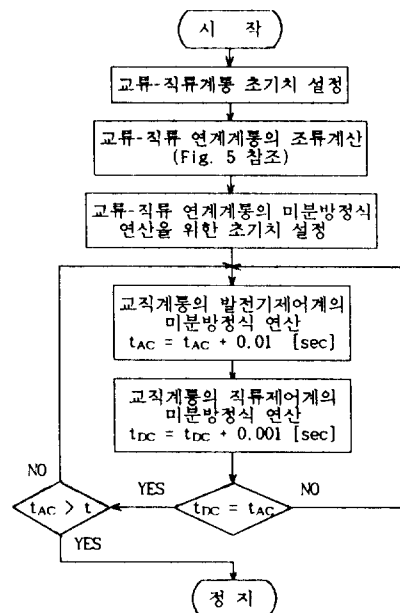 시 작
교류-직류계통 초기치 설정
교류-직류 연계계통의 조류계산
(Fig. 5 참조)
교류-직류 연계계통의 미분방정식
연산을 위한 초기치 설정
교직계통의 발전기제어계의
미분방정식 연산
tAC = tAC + 0.01 [sec]
교직계통의 직류제어계의
미분방정식 연산
tDC = tDC + 0.001 [sec]
NO
YES
NO
tAC > t
tDC = tAC
YES
정 지